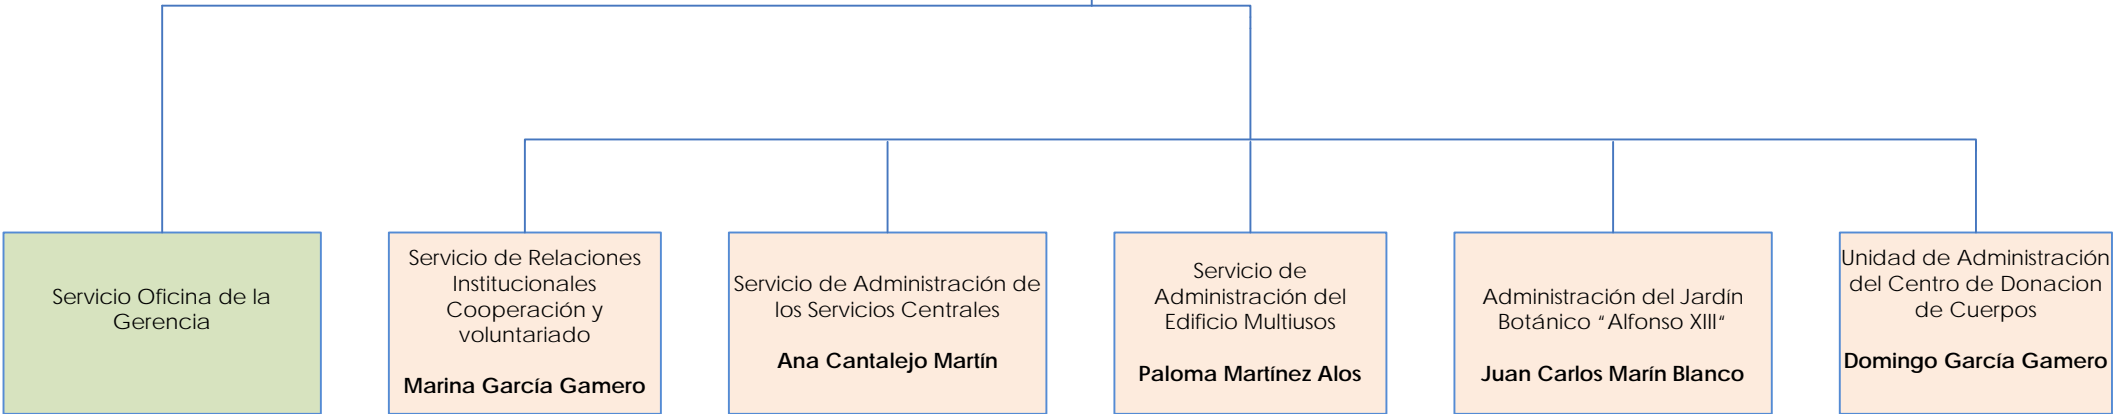 Servicio Oficina de la
Gerencia
Servicio de Relaciones
Institucionales
Cooperación y
voluntariado
Marina García Gamero
Servicio de Administración de
los Servicios Centrales
Ana Cantalejo Martín
Servicio de
Administración del
Edificio Multiusos
Paloma Martínez Alos
Administración del Jardín
Botánico “Alfonso XIII“
Juan Carlos Marín Blanco
Unidad de Administración
del Centro de Donacion
de Cuerpos
Domingo García Gamero